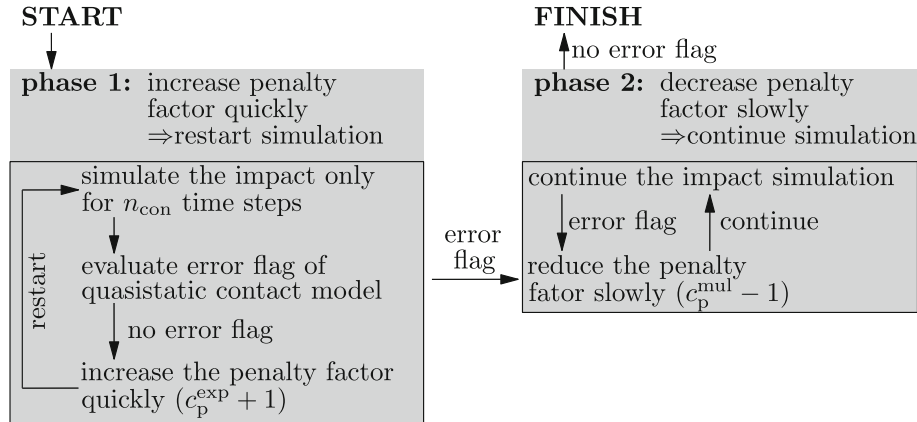 START
phase 1: increase penalty
factor quickly
⇒restart simulation
simulate the impact only
for n_con time steps
evaluate error flag of
quasistatic contact model
no error flag
increase the penalty factor
quickly (c_p^exp + 1)
restart
error
flag
FINISH
no error flag
phase 2: decrease penalty
factor slowly
⇒continue simulation
continue the impact simulation
error flag
continue
reduce the penalty
fator slowly (c_p^mul − 1)